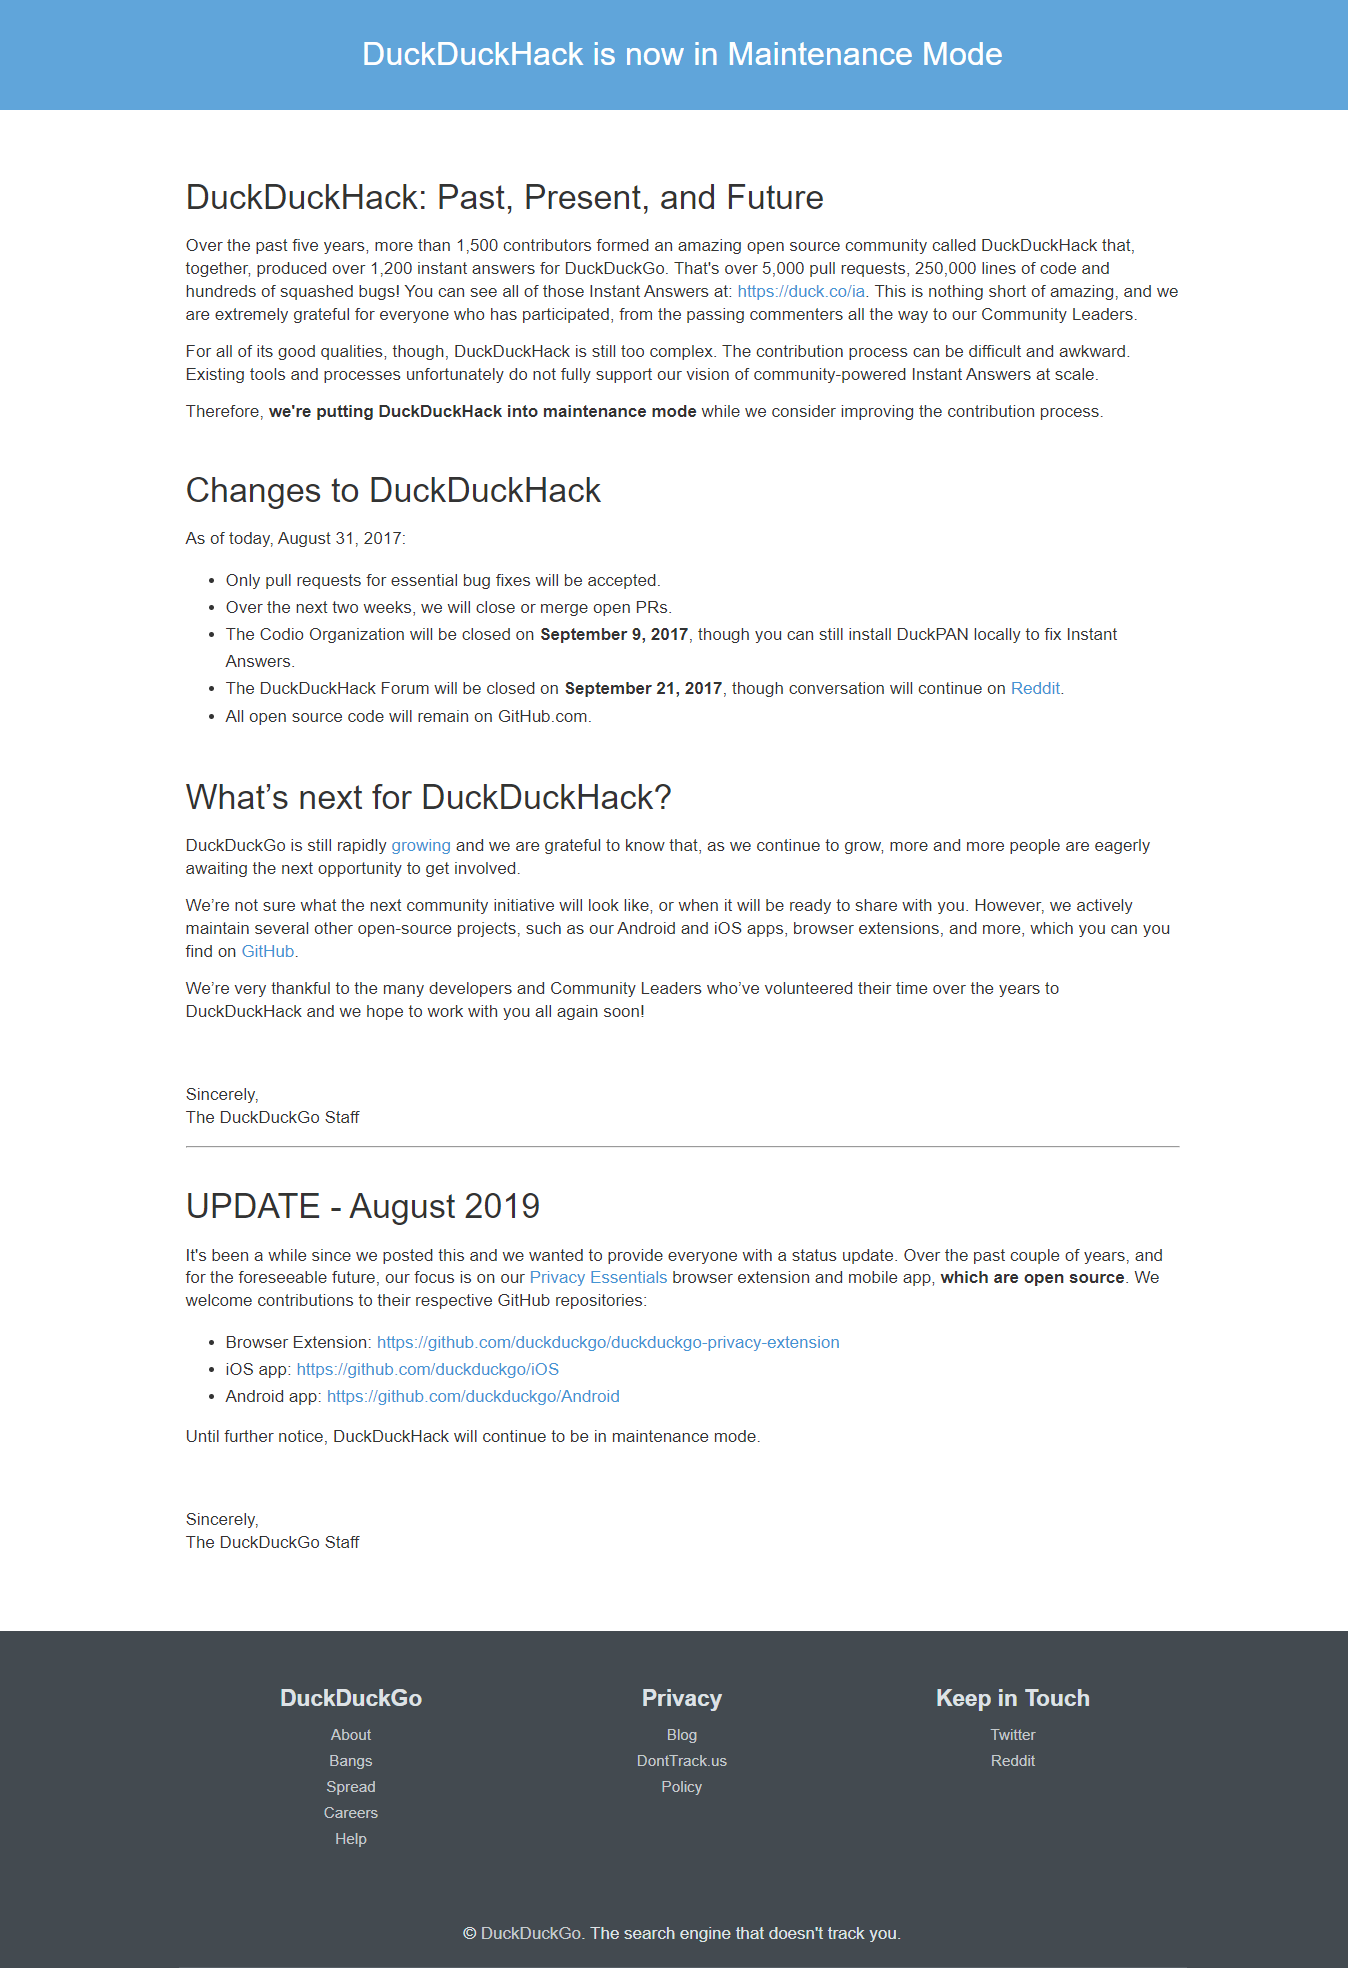 DuckDuckHack is now in Maintenance Mode
DuckDuckHack: Past, Present, and Future
Over the past five years, more than 1,500 contributors formed an amazing open source community called DuckDuckHack that,
together, produced over 1,200 instant answers for DuckDuckGo. That's over 5,000 pull requests, 250,000 lines of code and
hundreds of squashed bugs! You can see all of those Instant Answers at: https://duck.co/ia. This is nothing short of amazing, and we
are extremely grateful for everyone who has participated, from the passing commenters all the way to our Community Leaders.
For all of its good qualities, though, DuckDuckHack is still too complex. The contribution process can be difficult and awkward.
Existing tools and processes unfortunately do not fully support our vision of community-powered Instant Answers at scale.
Therefore, we're putting DuckDuckHack into maintenance mode while we consider improving the contribution process.
Changes to DuckDuckHack
As of today, August 31, 2017:
• Only pull requests for essential bug fixes will be accepted.
• Over the next two weeks, we will close or merge open PRs.
• The Codio Organization will be closed on September 9, 2017, though you can still install DuckPAN locally to fix Instant
Answers.
• The DuckDuckHack Forum will be closed on September 21, 2017, though conversation will continue on Reddit.
• All open source code will remain on GitHub.com.
What’s next for DuckDuckHack?
DuckDuckGo is still rapidly growing and we are grateful to know that, as we continue to grow, more and more people are eagerly
awaiting the next opportunity to get involved.
We’re not sure what the next community initiative will look like, or when it will be ready to share with you. However, we actively
maintain several other open-source projects, such as our Android and iOS apps, browser extensions, and more, which you can you
find on GitHub.
We’re very thankful to the many developers and Community Leaders who’ve volunteered their time over the years to
DuckDuckHack and we hope to work with you all again soon!
Sincerely,
The DuckDuckGo Staff
UPDATE - August 2019
It's been a while since we posted this and we wanted to provide everyone with a status update. Over the past couple of years, and
for the foreseeable future, our focus is on our Privacy Essentials browser extension and mobile app, which are open source. We
welcome contributions to their respective GitHub repositories:
• Browser Extension: https://github.com/duckduckgo/duckduckgo-privacy-extension
• iOS app: https://github.com/duckduckgo/iOS
• Android app: https://github.com/duckduckgo/Android
Until further notice, DuckDuckHack will continue to be in maintenance mode.
Sincerely,
The DuckDuckGo Staff
DuckDuckGo
About
Bangs
Spread
Careers
Help
Privacy
Blog
DontTrack.us
Policy
Keep in Touch
Twitter
Reddit
© DuckDuckGo. The search engine that doesn't track you.